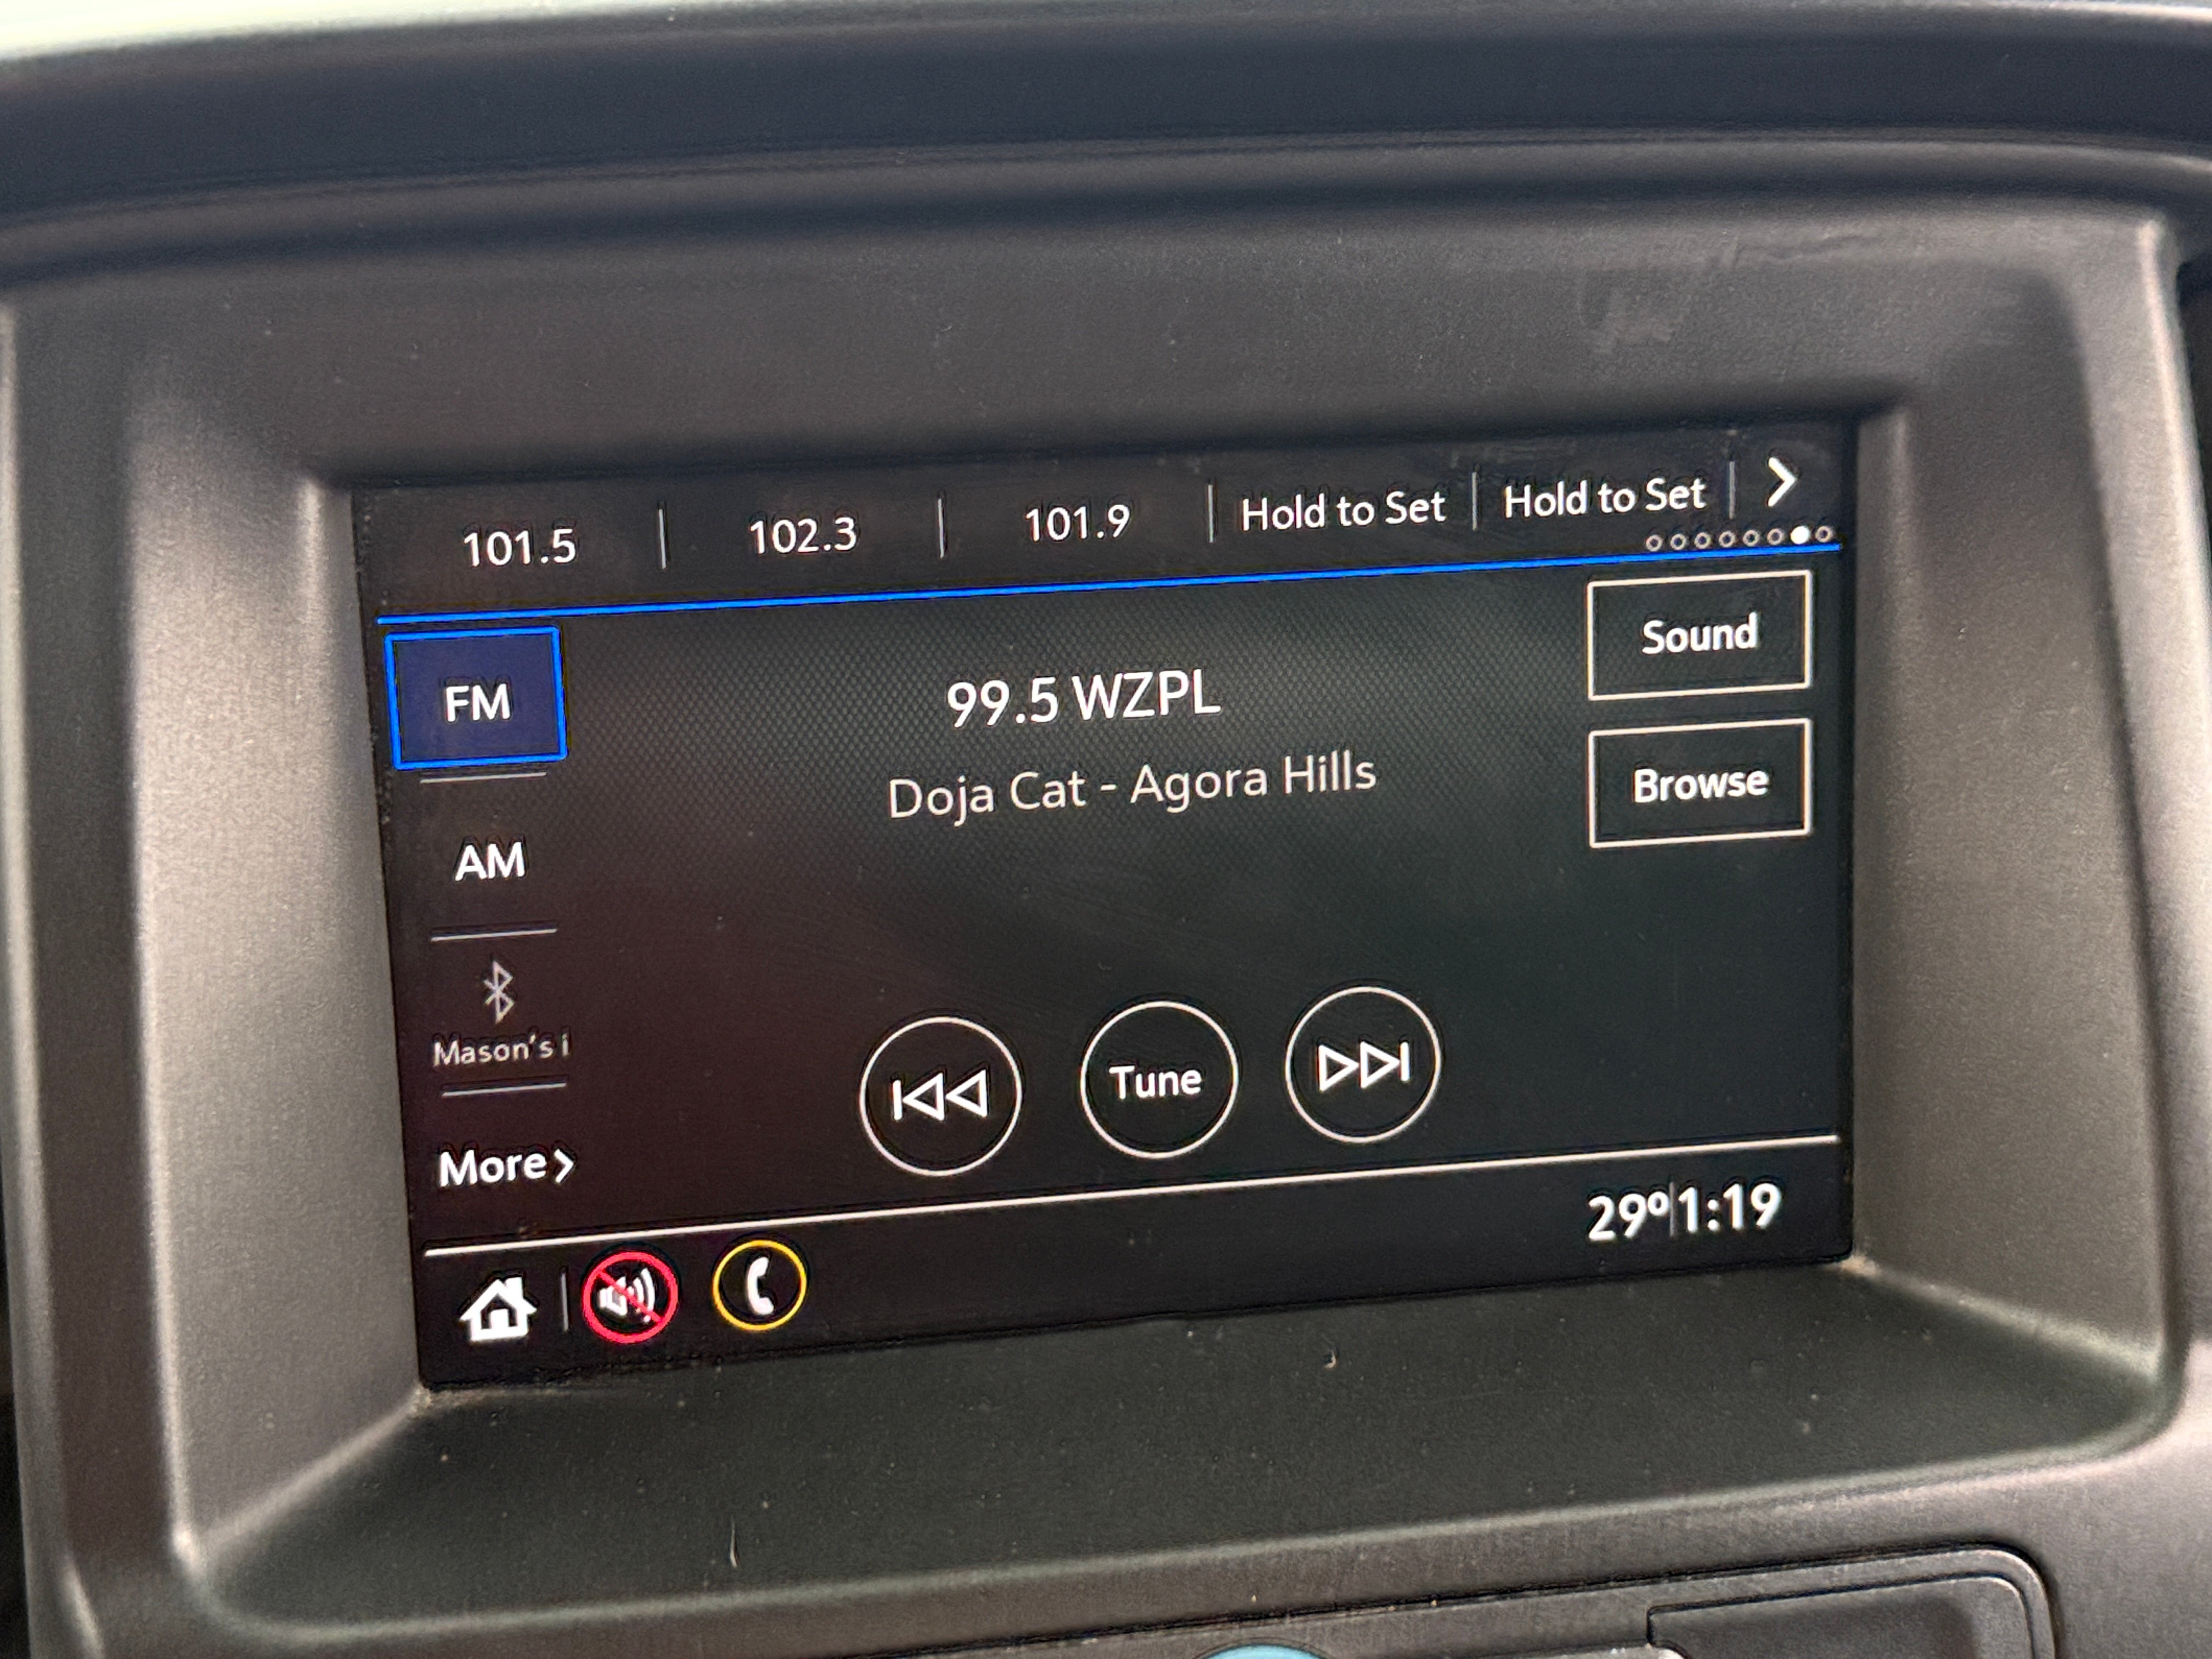 101.5 | 102.3 | 101.9 | Hold to Set | Hold to Set
Sound
FM
99.5 WZPL
Browse
Doja Cat - Agora Hills
AM
Mason's i
Tune
More
29º 1:19